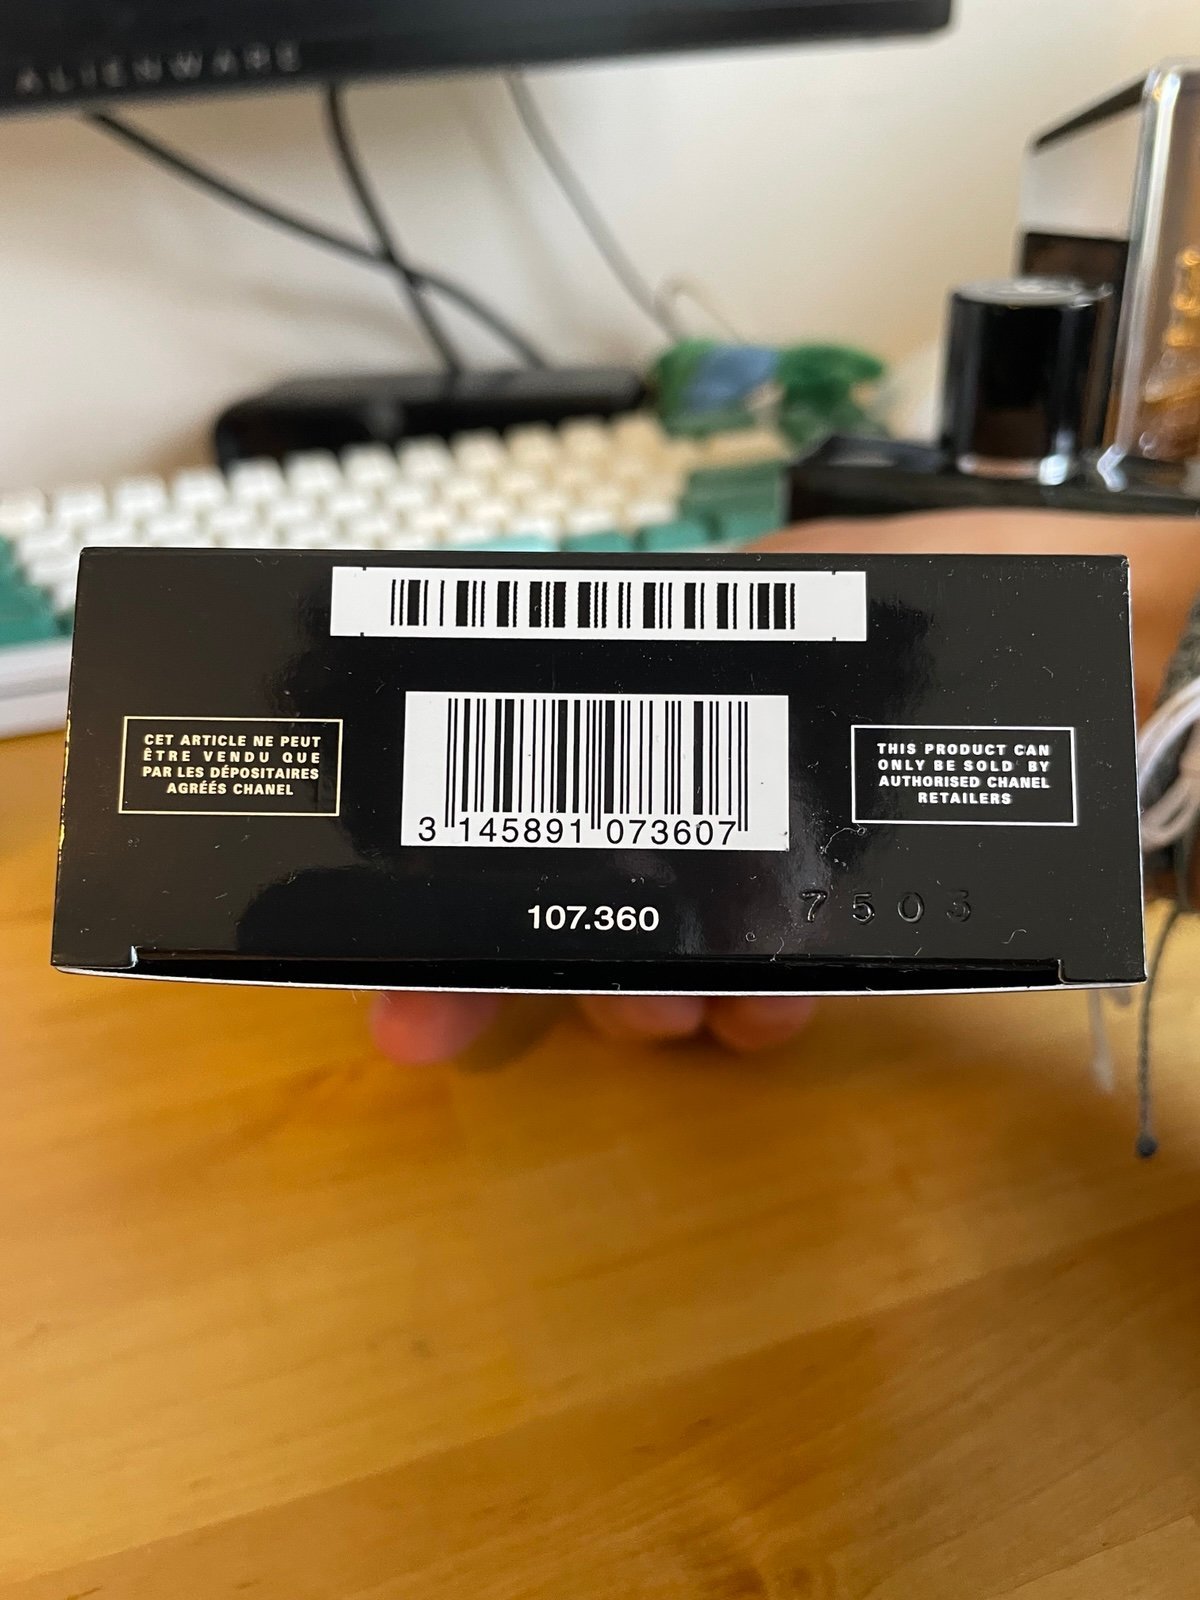 ALIENWARE
CET ARTICLE NE PEUT
ÊTRE VENDU QUE
PAR LES DÉPOSITAIRES
AGRÉÉS CHANEL
3 145891 073607
THIS PRODUCT CAN
ONLY BE SOLD BY
AUTHORISED CHANEL
RETAILERS
107.360
7503